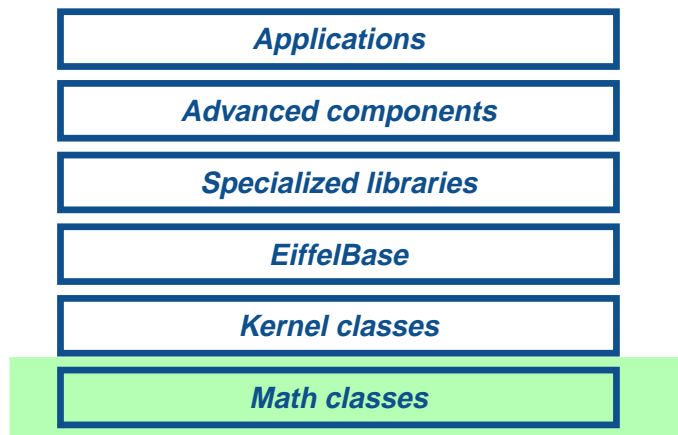 Applications
Advanced components
Specialized libraries
EiffelBase
Kernel classes
Math classes